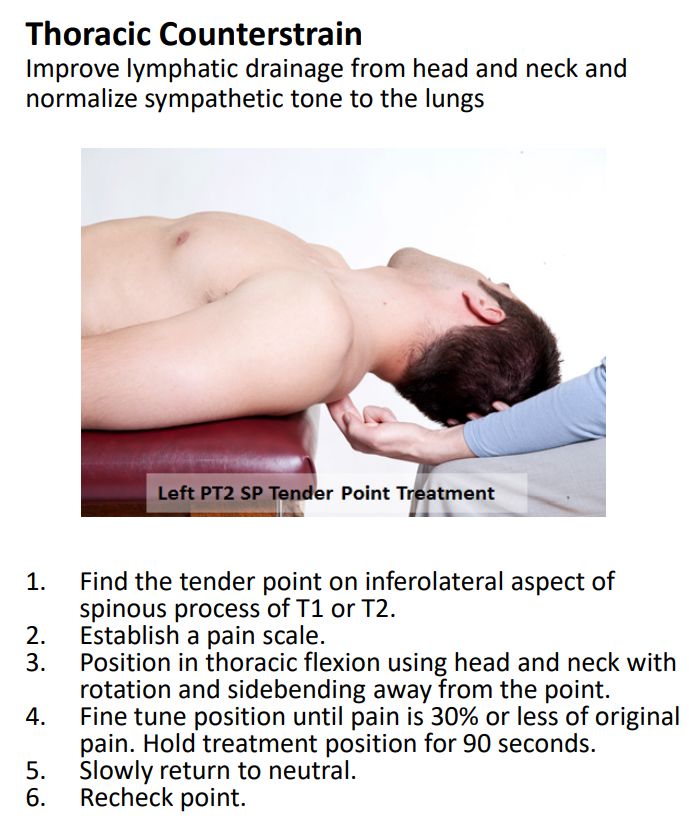 Thoracic Counterstrain
Improve lymphatic drainage from head and neck and
normalize sympathetic tone to the lungs
Left PT2 SP Tender Point Treatment
1. Find the tender point on inferolateral aspect of
spinous process of T1 or T2.
2. Establish a pain scale.
3. Position in thoracic flexion using head and neck with
rotation and sidebending away from the point.
4. Fine tune position until pain is 30% or less of original
pain. Hold treatment position for 90 seconds.
5. Slowly return to neutral.
6. Recheck point.